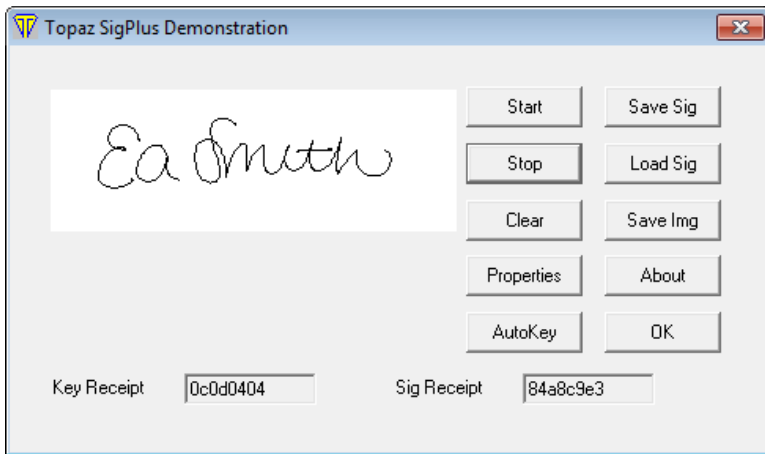 Topaz SigPlus Demonstration
Ea Smith
Start Save Sig
Stop Load Sig
Clear Save Img
Properties About
AutoKey OK
Key Receipt 0c0d0404 Sig Receipt 84a8c9e3